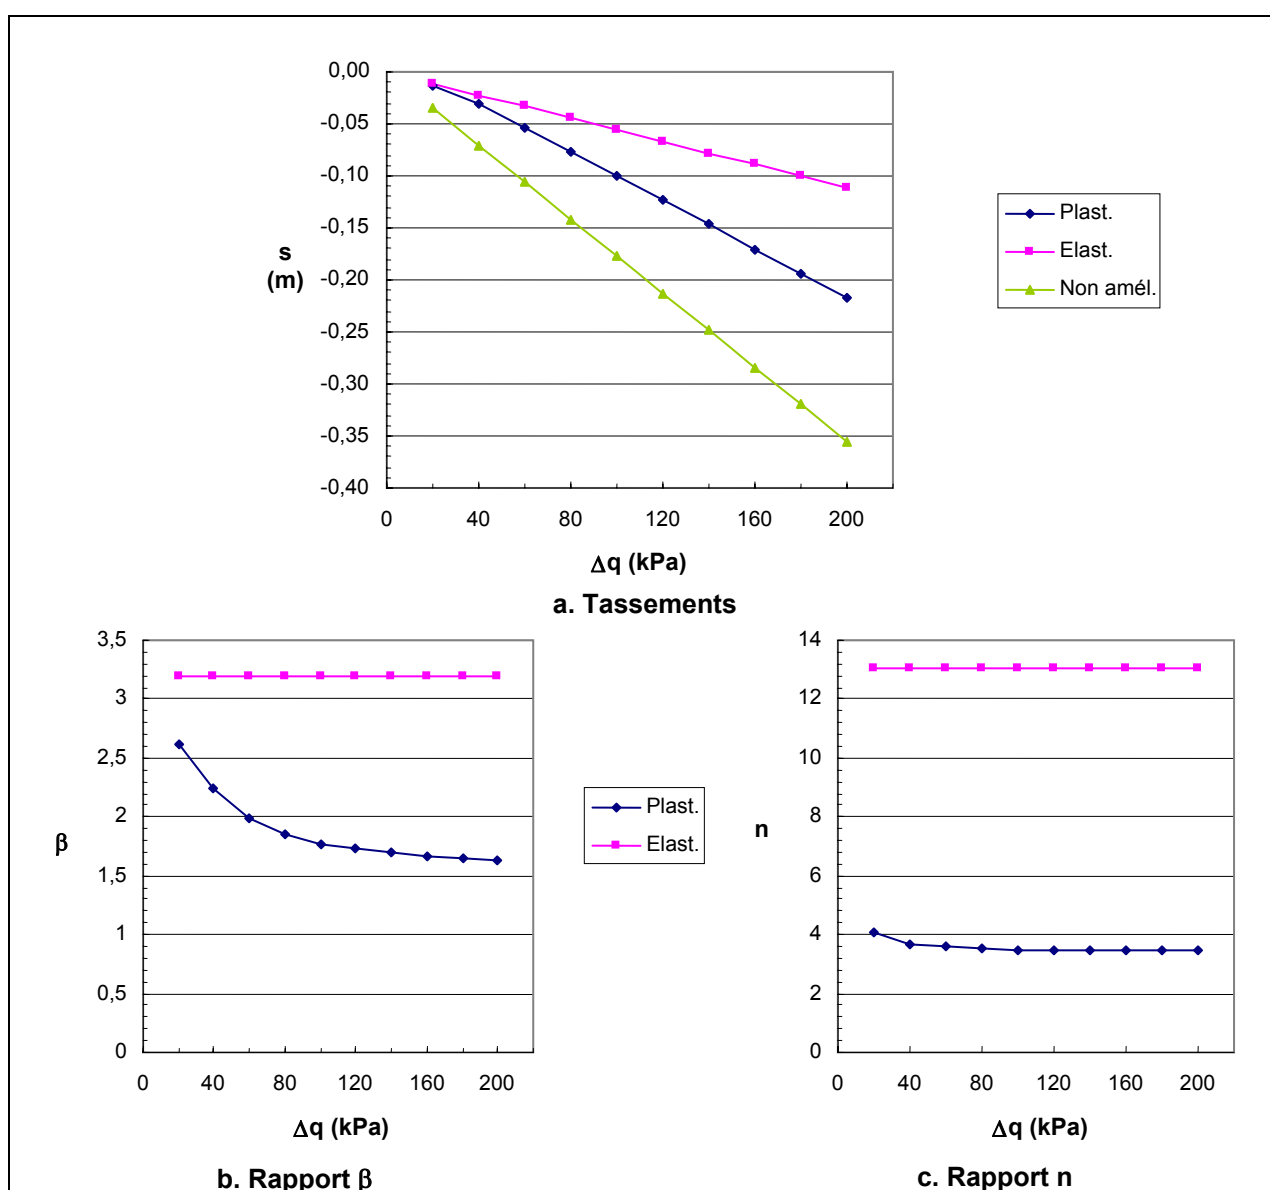 0,00
-0,05
-0,10
-0,15
-0,20
-0,25
-0,30
-0,35
-0,40
s
(m)
0 40 80 120 160 200
Δq (kPa)
Plast.
Elast.
Non amél.
a. Tassements
3,5
3
2,5
2
1,5
1
0,5
0
β
0 40 80 120 160 200
Δq (kPa)
Plast.
Elast.
b. Rapport β
14
12
10
8
6
4
2
0
n
0 40 80 120 160 200
Δq (kPa)
c. Rapport n